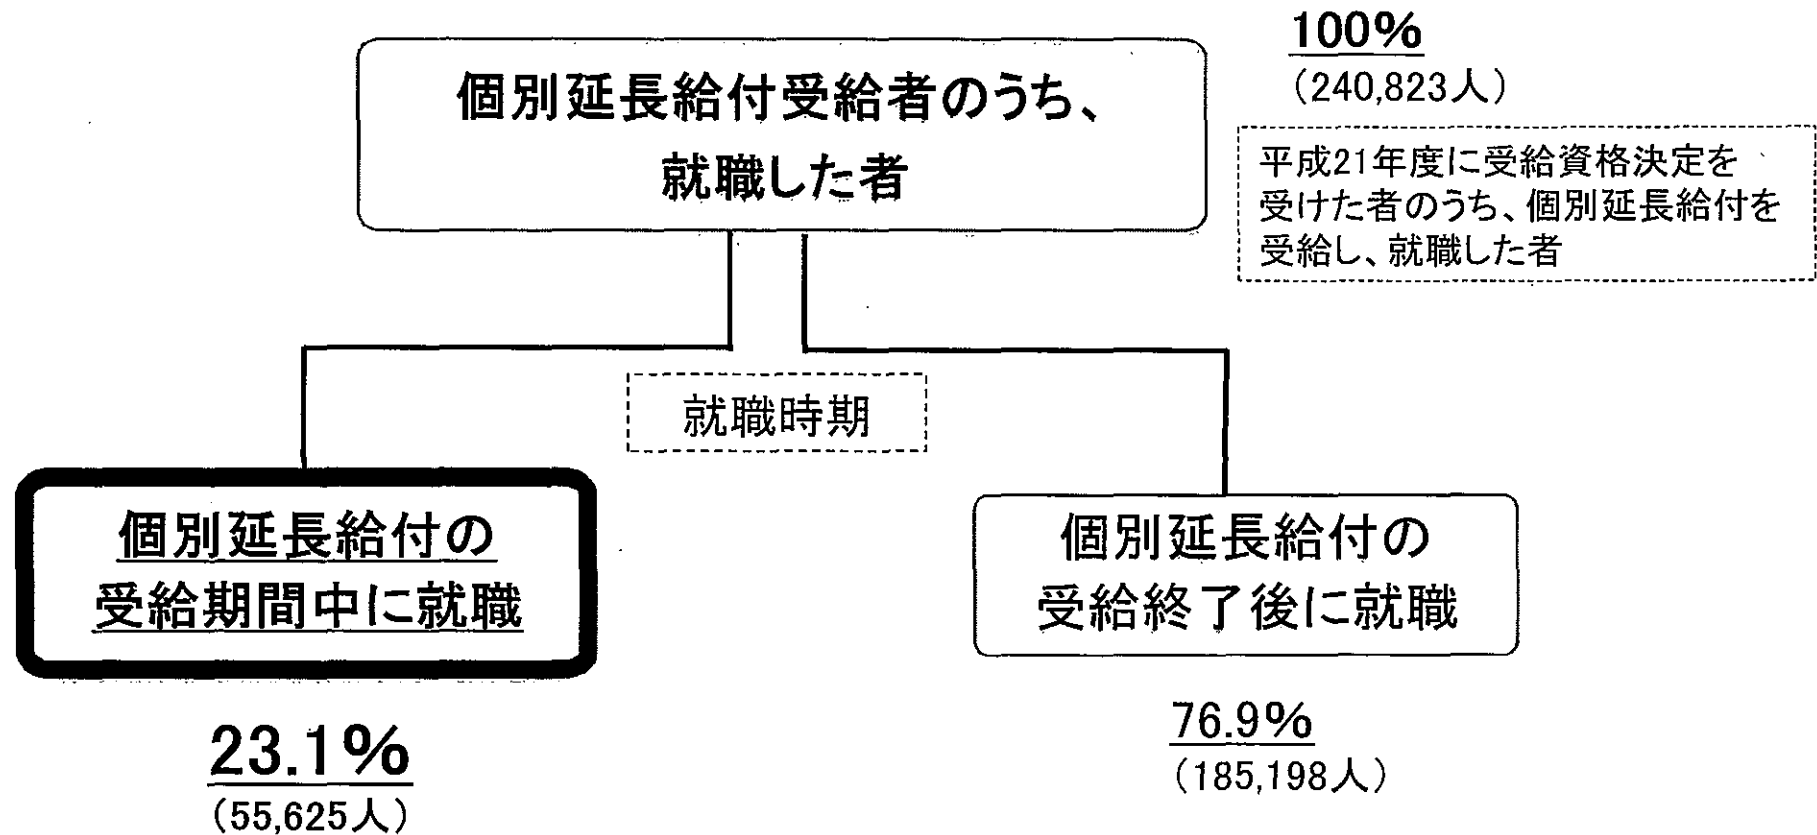 個別延長給付受給者のうち、
就職した者
100%
（240,823人）
平成21年度に受給資格決定を
受けた者のうち、個別延長給付を
受給し、就職した者
就職時期
個別延長給付の
受給期間中に就職
23.1%
（55,625人）
個別延長給付の
受給終了後に就職
76.9%
（185,198人）